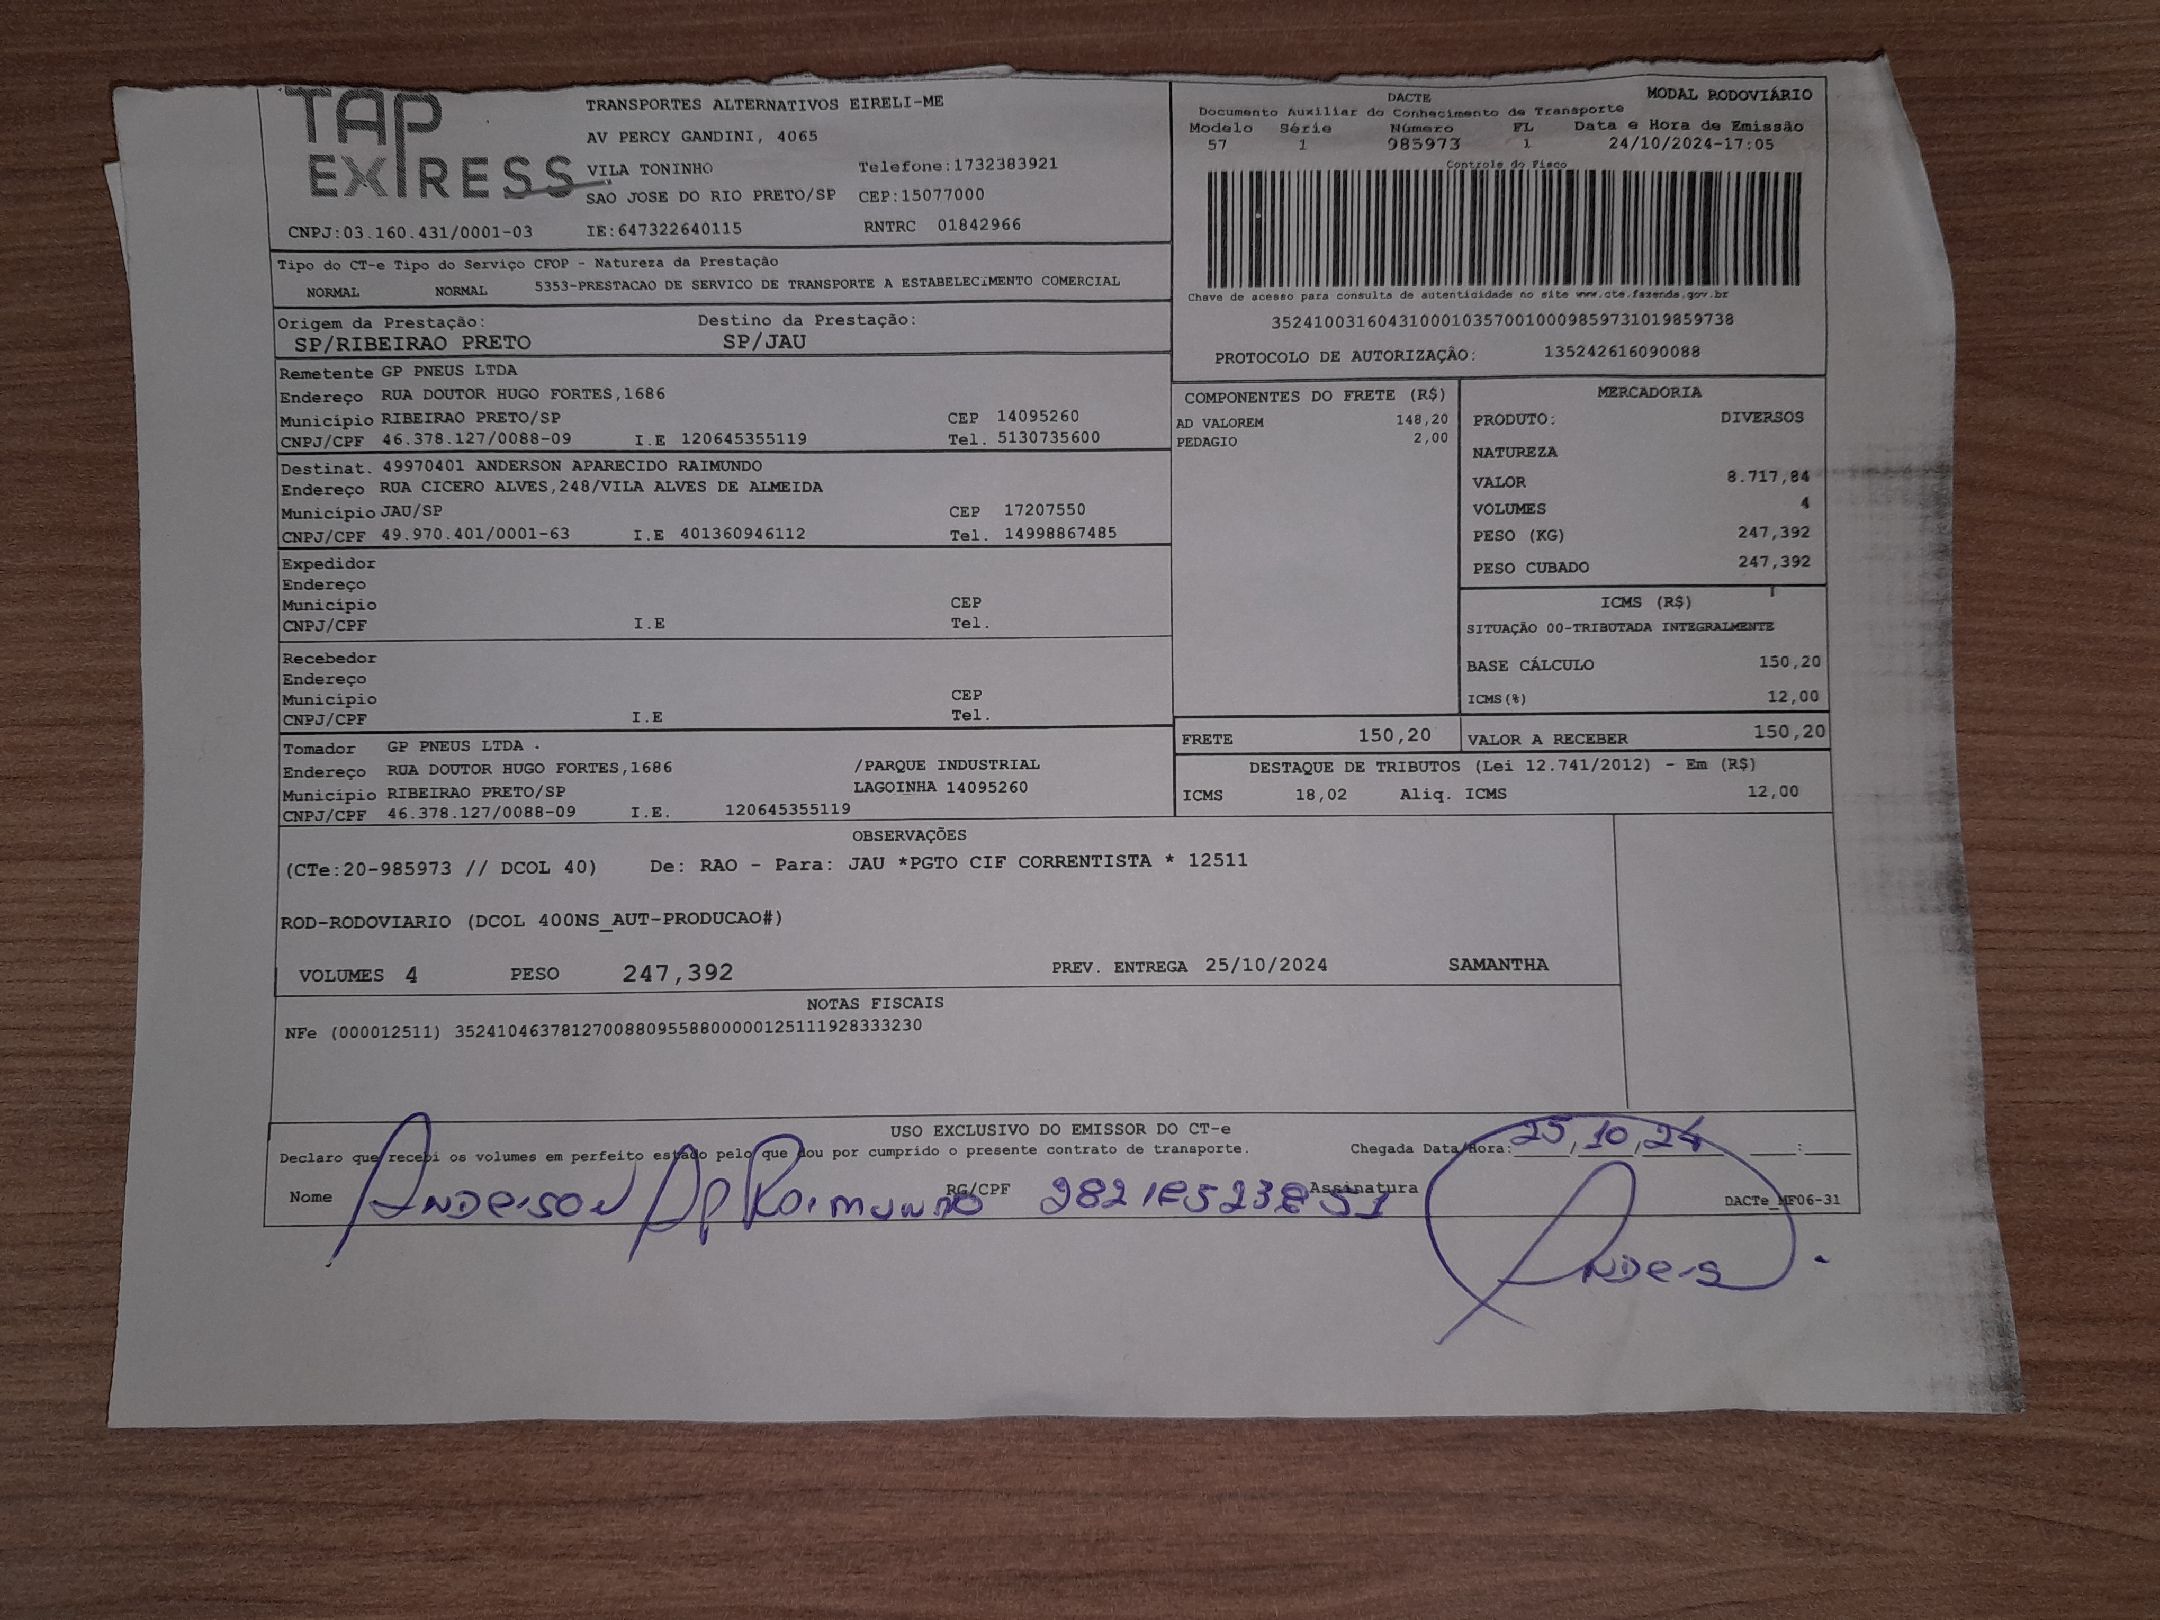 TAP
EXPRESS
TRANSPORTES ALTERNATIVOS EIRELI-ME
AV PERCY GANDINI, 4065
VILA TONINHO Telefone:1732383921
SAO JOSE DO RIO PRETO/SP CEP:15077000
CNPJ:03.160.431/0001-03 IE:647322640115 RNTRC 01842966
DACTE MODAL RODOVIÁRIO
Documento Auxiliar do Conhecimento de Transporte
Modelo Série Número FL Data e Hora de Emissão
57 1 985973 1 24/10/2024-17:05
Controle do Fisco
Chave de acesso para consulta de autenticidade no site www.cte.fazenda.gov.br
35241003160431000103570010009859731019859738
PROTOCOLO DE AUTORIZAÇÃO: 135242616090088
Tipo do CT-e Tipo do Serviço CFOP - Natureza da Prestação
NORMAL NORMAL 5353-PRESTACAO DE SERVICO DE TRANSPORTE A ESTABELECIMENTO COMERCIAL
Origem da Prestação: Destino da Prestação:
SP/RIBEIRAO PRETO SP/JAU
Remetente GP PNEUS LTDA
Endereço RUA DOUTOR HUGO FORTES,1686
Município RIBEIRAO PRETO/SP CEP 14095260
CNPJ/CPF 46.378.127/0088-09 I.E 120645355119 Tel. 5130735600
Destinat. 49970401 ANDERSON APARECIDO RAIMUNDO
Endereço RUA CICERO ALVES,248/VILA ALVES DE ALMEIDA
Município JAU/SP CEP 17207550
CNPJ/CPF 49.970.401/0001-63 I.E 401360946112 Tel. 14998867485
Expedidor
Endereço
Município CEP
CNPJ/CPF I.E Tel.
Recebedor
Endereço
Município CEP
CNPJ/CPF I.E Tel.
Tomador GP PNEUS LTDA .
Endereço RUA DOUTOR HUGO FORTES,1686 /PARQUE INDUSTRIAL
Município RIBEIRAO PRETO/SP LAGOINHA 14095260
CNPJ/CPF 46.378.127/0088-09 I.E. 120645355119
COMPONENTES DO FRETE (R$)
AD VALOREM 148,20
PEDAGIO 2,00
MERCADORIA
PRODUTO: DIVERSOS
NATUREZA
VALOR 8.717,84
VOLUMES 4
PESO (KG) 247,392
PESO CUBADO 247,392
ICMS (R$)
SITUAÇÃO 00-TRIBUTADA INTEGRALMENTE
BASE CÁLCULO 150,20
ICMS(%) 12,00
FRETE 150,20 VALOR A RECEBER 150,20
DESTAQUE DE TRIBUTOS (Lei 12.741/2012) - Em (R$)
ICMS 18,02 Aliq. ICMS 12,00
OBSERVAÇÕES
(CTe:20-985973 // DCOL 40) De: RAO - Para: JAU *PGTO CIF CORRENTISTA * 12511
ROD-RODOVIARIO (DCOL 400NS_AUT-PRODUCAO#)
VOLUMES 4 PESO 247,392 PREV. ENTREGA 25/10/2024 SAMANTHA
NOTAS FISCAIS
NFe (000012511) 35241046378127008809558800000125111928333230
USO EXCLUSIVO DO EMISSOR DO CT-e
Declaro que recebi os volumes em perfeito estado pelo que dou por cumprido o presente contrato de transporte. Chegada Data/Hora: 25/10/24 :
Nome Anderson Ap Raimundo RG/CPF Assinatura
DACTe_MF06-31
Anders